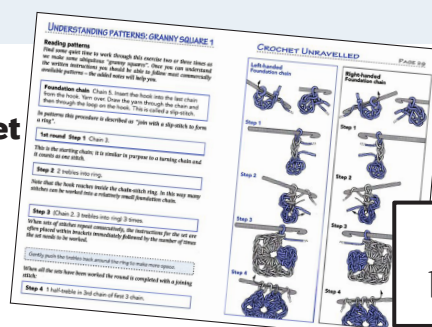 et
UNDERSTANDING PATTERNS: GRANNY SQUARE 1
Reading patterns
Find some quiet time to work through this exercise two or three times as
we make some ubiquitous "granny squares". Once you can understand
the written instructions you should be able to follow most commercially
available patterns – the added notes will help you.
Foundation chain Chain 5. Insert the hook into the last chain
from the hook. Yarn over. Draw the yarn through the chain and
then through the loop on the hook. This is called a slip-stitch.
In patterns this procedure is described as "join with a slip-stitch to form
a ring".
1st round Step 1 Chain 3.
This is the starting chain; it is similar in purpose to a turning chain and
it counts as one stitch.
Step 2 2 trebles into ring.
Note that the hook reaches inside the chain-stitch ring. In this way many
stitches can be worked into a relatively small foundation chain.
Step 3 (Chain 2, 3 trebles into ring) 3 times.
When sets of stitches repeat consecutively, the instructions for the set are
often placed within brackets immediately followed by the number of times
the set needs to be worked.
Gently push the trebles back around the ring to make more space.
When all the sets have been worked the round is completed with a joining
stitch:
Step 4 1 half-treble in 3rd chain of first 3 chain.
CROCHET UNRAVELLED
Left-handed
Foundation chain
Step 1
Step 2
Step 3
Step 4
PAGE
Right-handed
Foundation chain
Step 1
Step 2
Step 3
Step 4